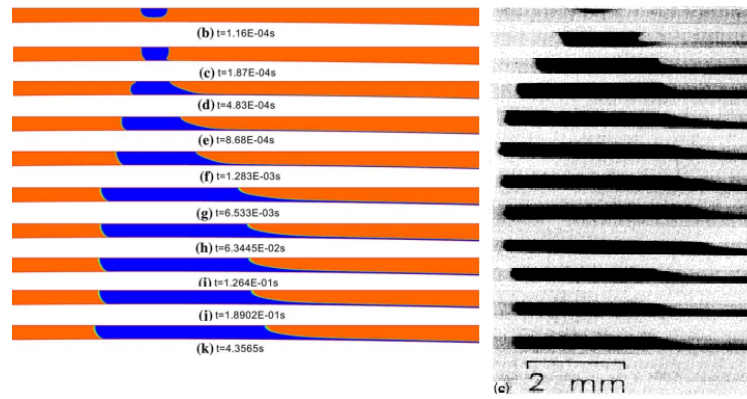 (b) t=1.16E-04s
(c) t=1.87E-04s
(d) t=4.83E-04s
(e) t=8.68E-04s
(f) t=1.283E-03s
(g) t=6.533E-03s
(h) t=6.3445E-02s
(i) t=1.264E-01s
(j) t=1.8902E-01s
(k) t=4.3565s
(c) 2 mm